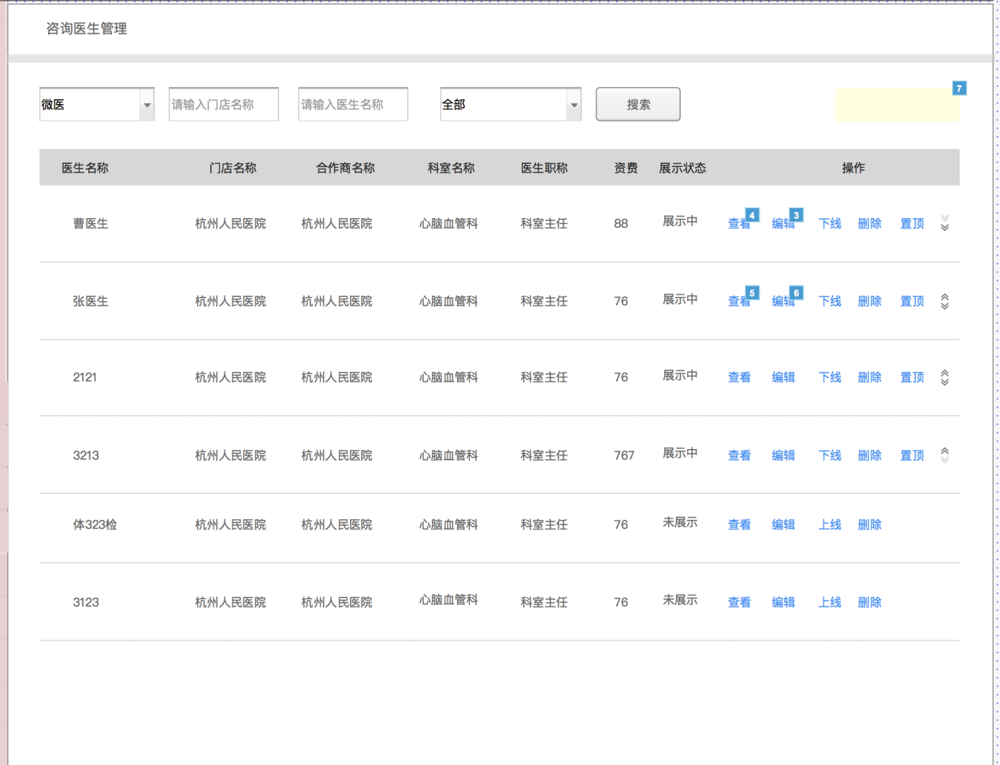 咨询医生管理
7
微医 请输入门店名称 请输入医生名称 全部 搜索
医生名称 门店名称 合作商名称 科室名称 医生职称 资费 展示状态 操作
曹医生 杭州人民医院 杭州人民医院 心脑血管科 科室主任 88 展示中 查看 4 编辑 3 下线 删除 置顶
张医生 杭州人民医院 杭州人民医院 心脑血管科 科室主任 76 展示中 查看 5 编辑 6 下线 删除 置顶
2121 杭州人民医院 杭州人民医院 心脑血管科 科室主任 76 展示中 查看 编辑 下线 删除 置顶
3213 杭州人民医院 杭州人民医院 心脑血管科 科室主任 767 展示中 查看 编辑 下线 删除 置顶
体323检 杭州人民医院 杭州人民医院 心脑血管科 科室主任 76 未展示 查看 编辑 上线 删除
3123 杭州人民医院 杭州人民医院 心脑血管科 科室主任 76 未展示 查看 编辑 上线 删除